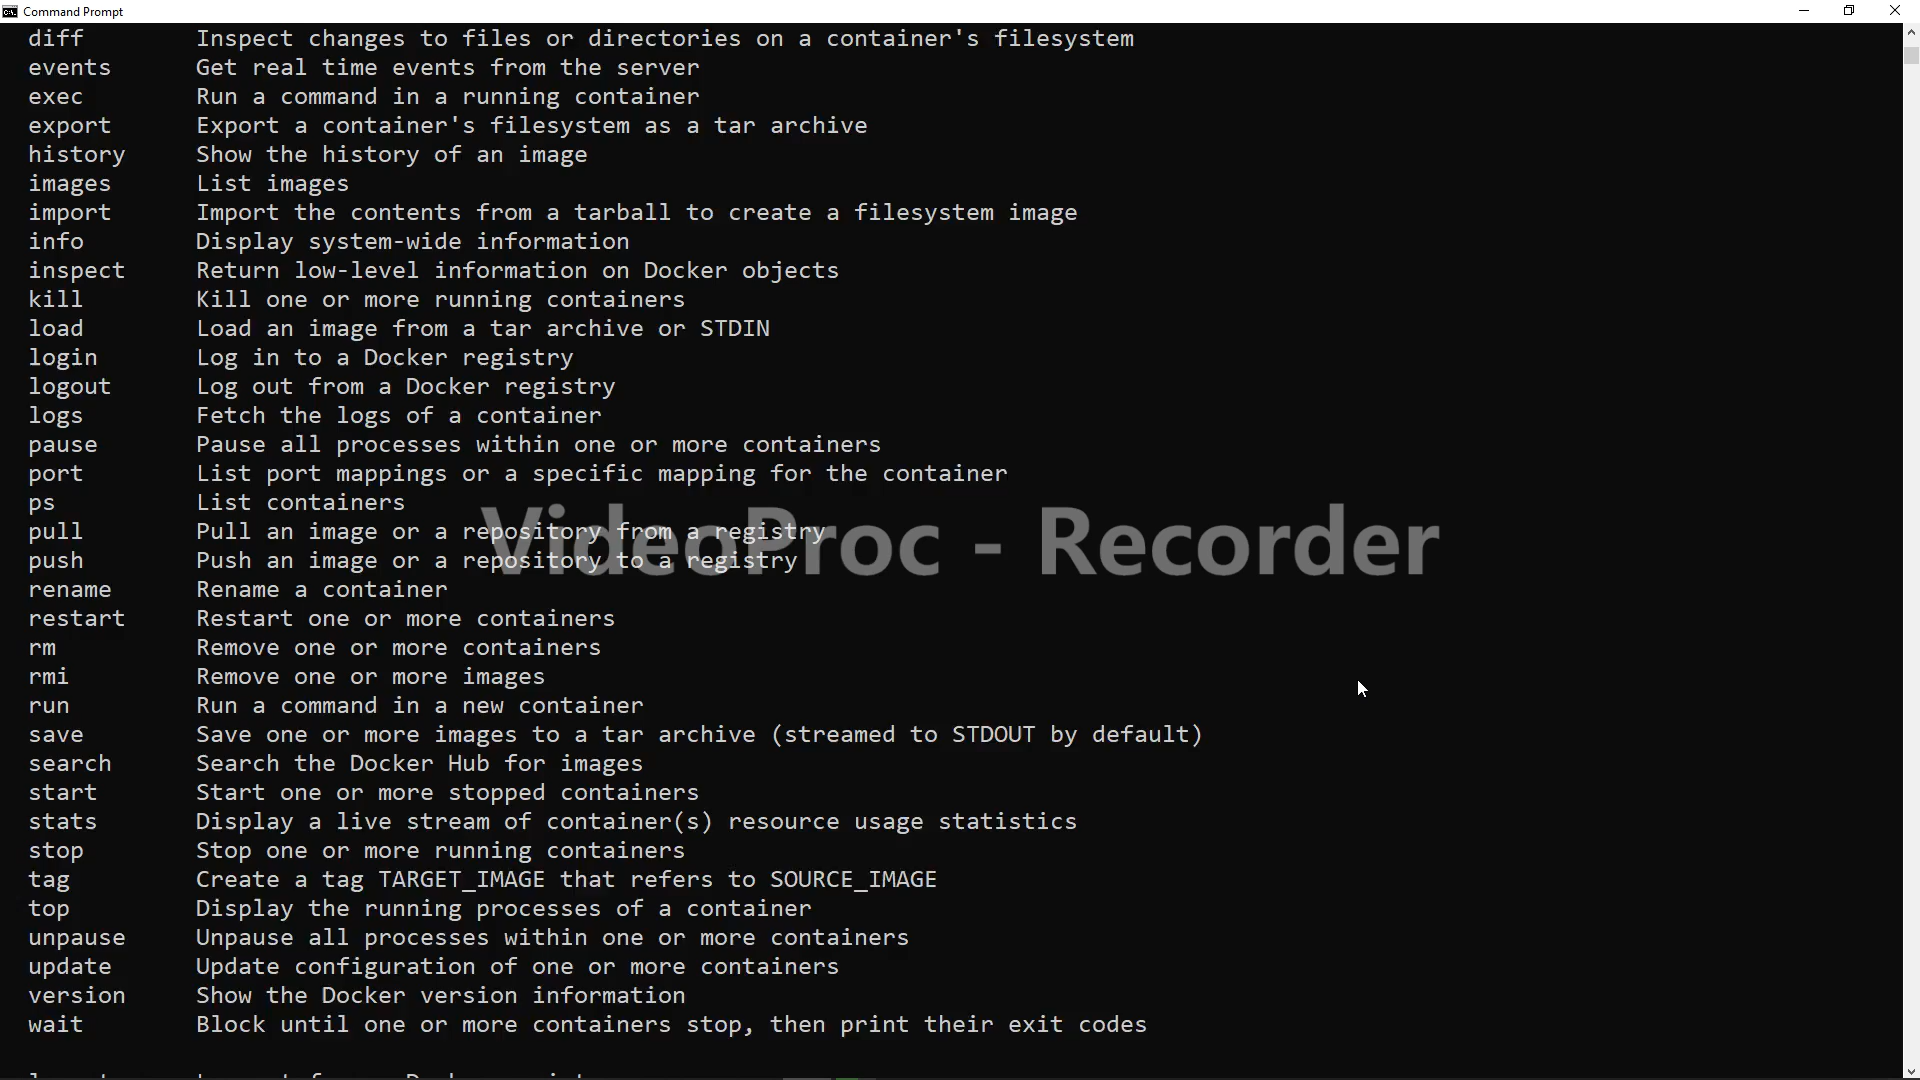 Command Prompt
diff Inspect changes to files or directories on a container's filesystem
events Get real time events from the server
exec Run a command in a running container
export Export a container's filesystem as a tar archive
history Show the history of an image
images List images
import Import the contents from a tarball to create a filesystem image
info Display system-wide information
inspect Return low-level information on Docker objects
kill Kill one or more running containers
load Load an image from a tar archive or STDIN
login Log in to a Docker registry
logout Log out from a Docker registry
logs Fetch the logs of a container
pause Pause all processes within one or more containers
port List port mappings or a specific mapping for the container
ps List containers
pull Pull an image or a repository from a registry
VideoProc - Recorder
push Push an image or a repository to a registry
rename Rename a container
restart Restart one or more containers
rm Remove one or more containers
rmi Remove one or more images
run Run a command in a new container
save Save one or more images to a tar archive (streamed to STDOUT by default)
search Search the Docker Hub for images
start Start one or more stopped containers
stats Display a live stream of container(s) resource usage statistics
stop Stop one or more running containers
tag Create a tag TARGET_IMAGE that refers to SOURCE_IMAGE
top Display the running processes of a container
unpause Unpause all processes within one or more containers
update Update configuration of one or more containers
version Show the Docker version information
wait Block until one or more containers stop, then print their exit codes